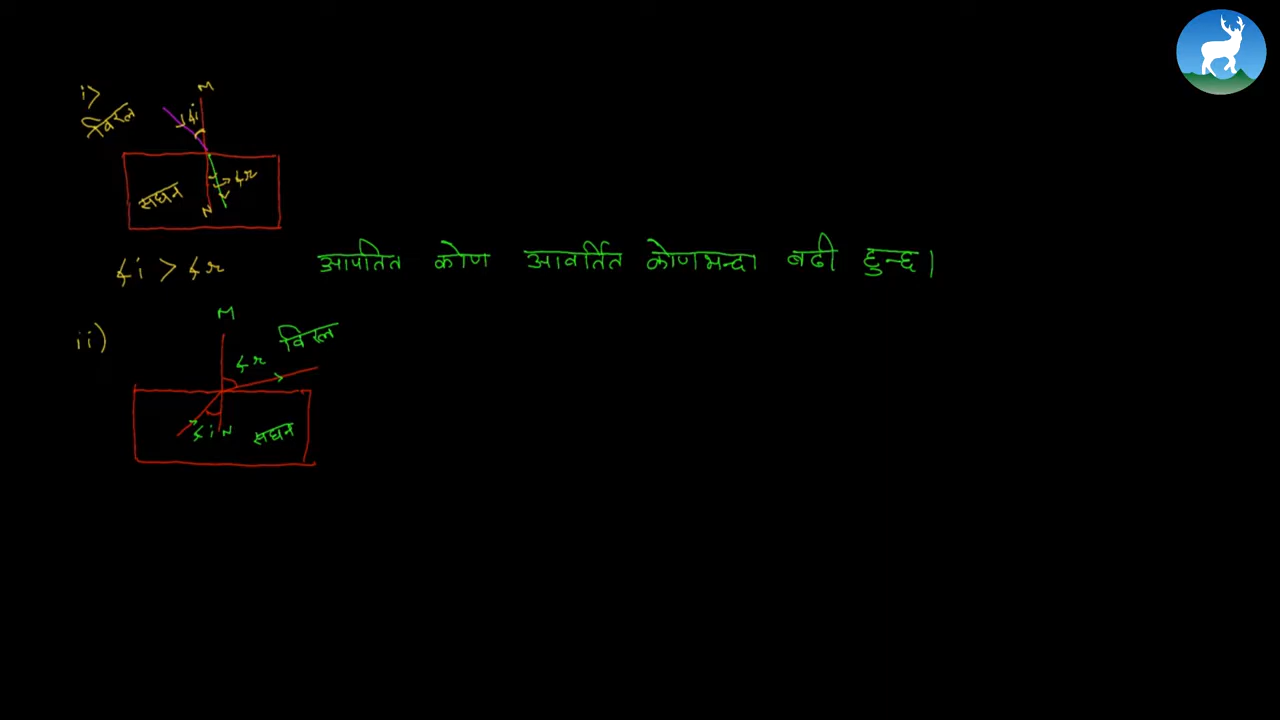 i>
M
विरल
∡i
∡r
सघन
N
∡i > ∡r
आपतित कोण आवर्तित कोणभन्दा बढी हुन्छ।
ii)
M
विरल
∡r
∡i N
सघन